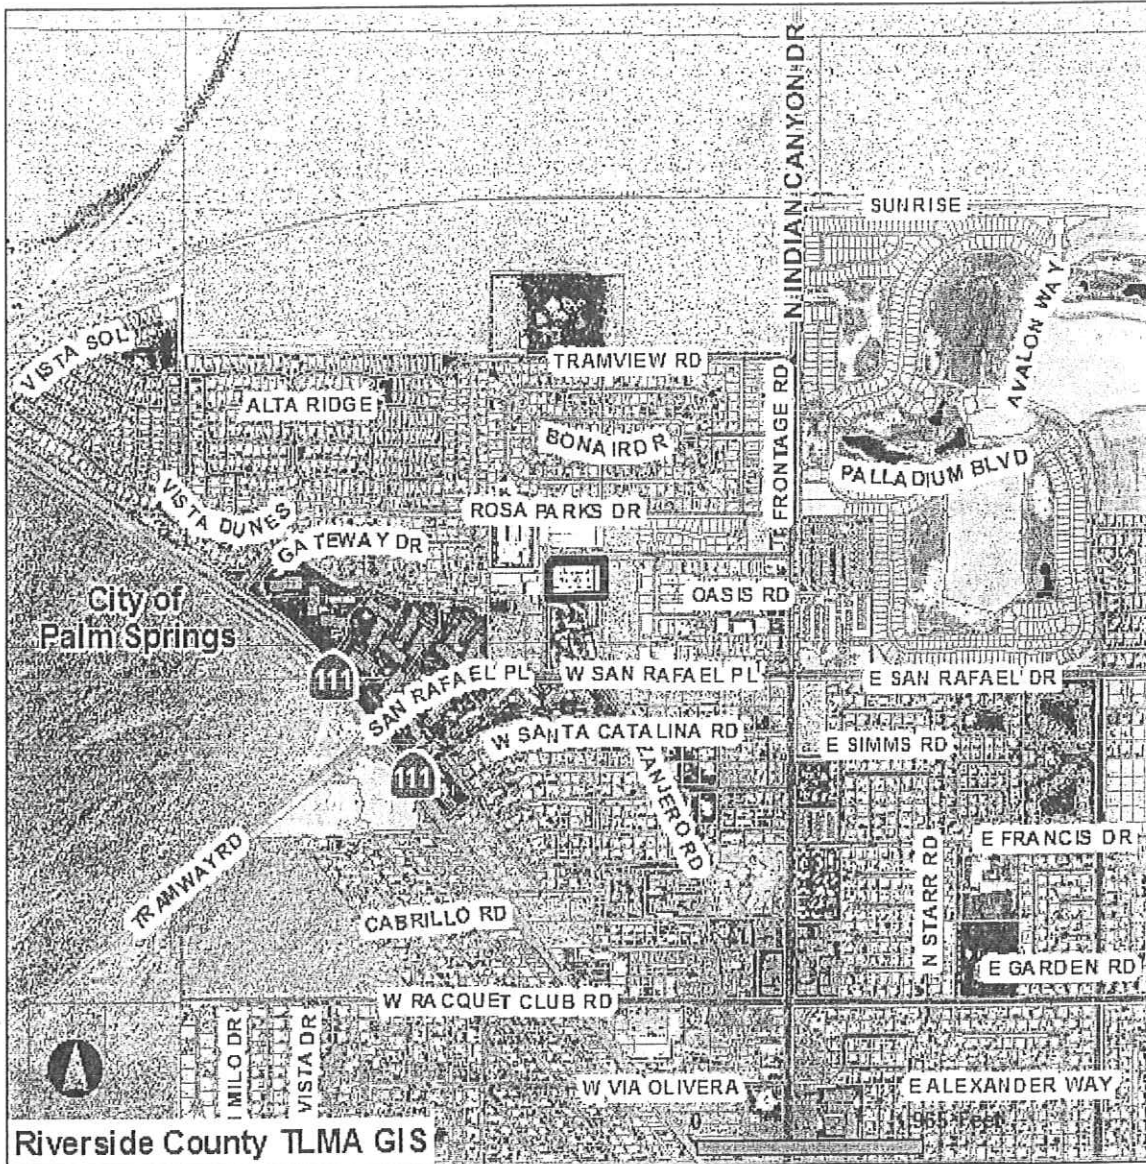 N INDIAN CANYON DR
SUNRISE
AVALON WAY
VISTA SOL
TRAMVIEW RD
FRONTAGE RD
ALTA RIDGE
BONAIR DR
PALLADIUM BLVD
VISTA DUNES
ROSA PARKS DR
GATEWAY DR
City of
Palm Springs
OASIS RD
111
SAN RAFAEL PL
W SAN RAFAEL PL
E SAN RAFAEL DR
W SANTA CATALINA RD
E SIMMS RD
111
ZANJERO RD
TRAMWAY RD
E FRANCIS DR
N STARR RD
CABRILLO RD
E GARDEN RD
W RACQUET CLUB RD
MILO DR
VISTA DR
W VIA OLIVERA
E ALEXANDER WAY
0
Riverside County TLMA GIS